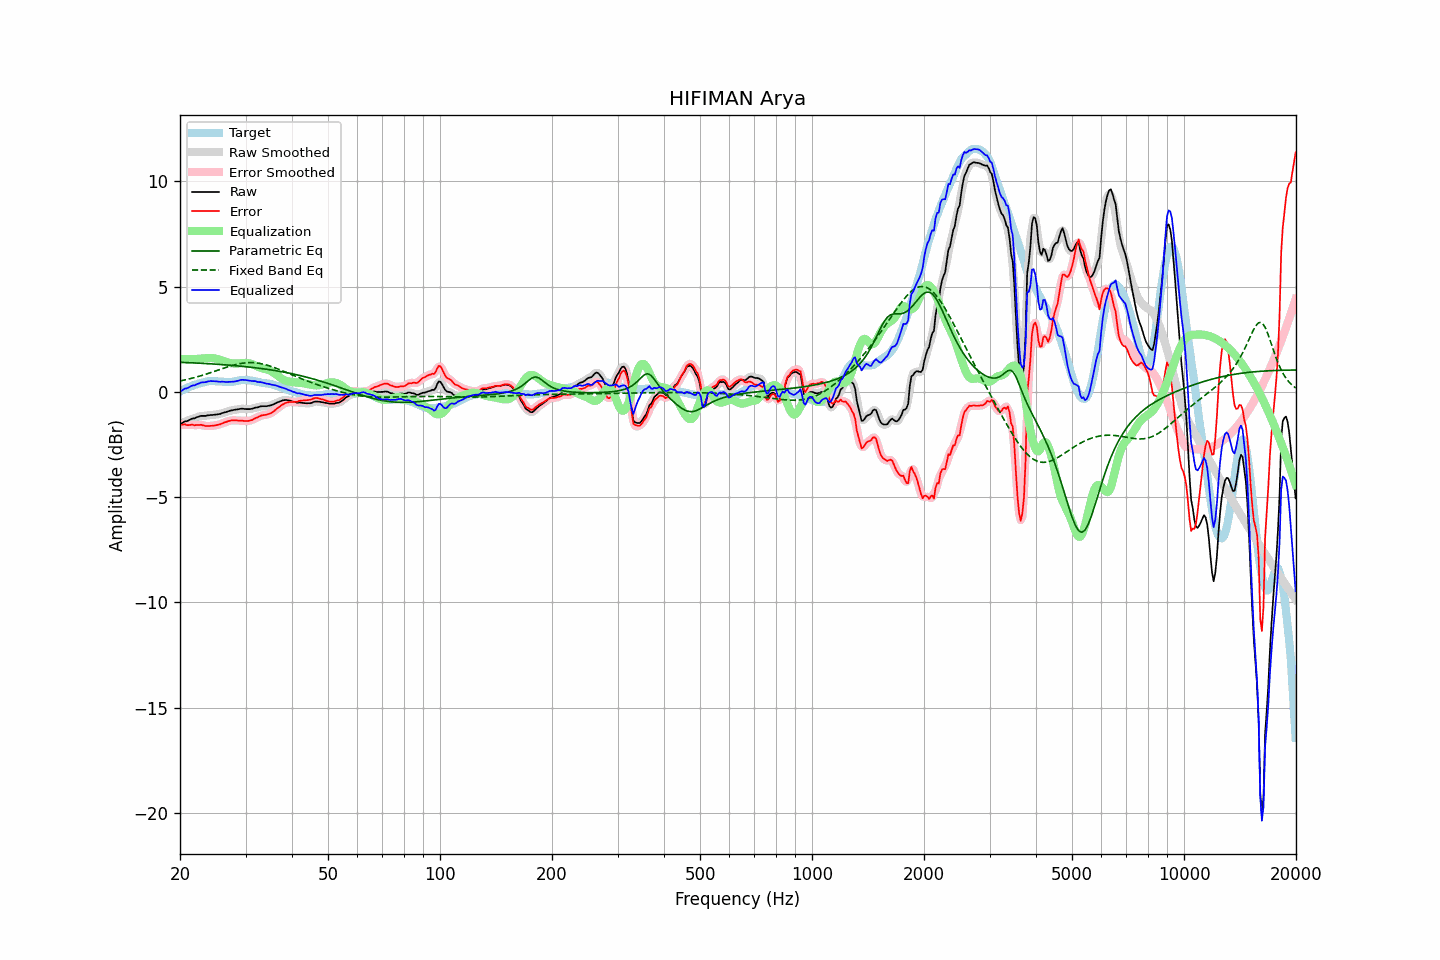 HIFIMAN Arya
Target
Raw Smoothed
Error Smoothed
Raw
Error
Equalization
Parametric Eq
Fixed Band Eq
Equalized
10
5
0
−5
−10
−15
−20
Amplitude (dBr)
20
50
100
200
500
1000
2000
5000
10000
20000
Frequency (Hz)